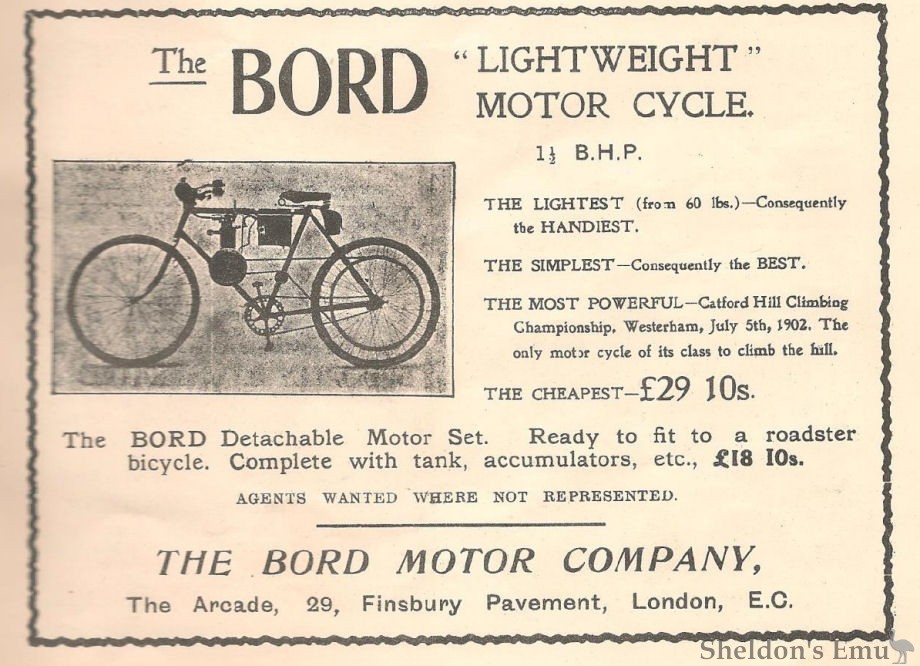 The BORD "LIGHTWEIGHT"
MOTOR CYCLE.
1½ B.H.P.
THE LIGHTEST (from 60 lbs.)—Consequently
the HANDIEST.
THE SIMPLEST—Consequently the BEST.
THE MOST POWERFUL—Catford Hill Climbing
Championship, Westerham, July 5th, 1902. The
only motor cycle of its class to climb the hill.
THE CHEAPEST—£29 10s.
The BORD Detachable Motor Set. Ready to fit to a roadster
bicycle. Complete with tank, accumulators, etc., £18 10s.
AGENTS WANTED WHERE NOT REPRESENTED.
THE BORD MOTOR COMPANY,
The Arcade, 29, Finsbury Pavement, London, E.C.
Sheldon's Emu